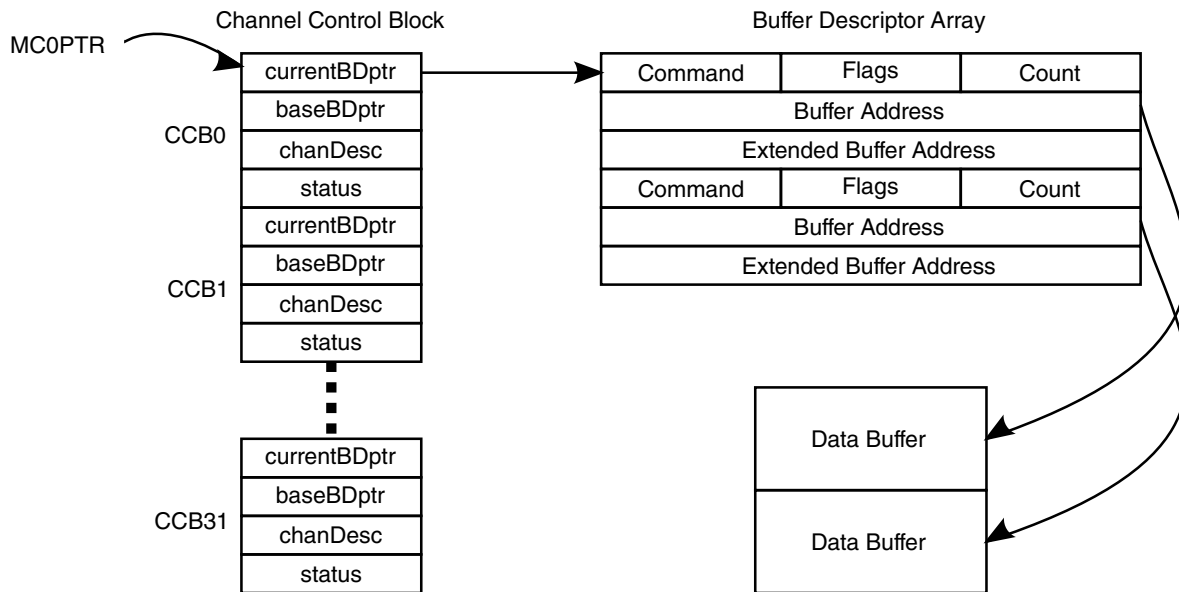 Channel Control Block
Buffer Descriptor Array
MC0PTR
currentBDptr
baseBDptr
CCB0
chanDesc
status
currentBDptr
baseBDptr
CCB1
chanDesc
status
currentBDptr
baseBDptr
CCB31
chanDesc
status
Command Flags Count
Buffer Address
Extended Buffer Address
Command Flags Count
Buffer Address
Extended Buffer Address
Data Buffer
Data Buffer